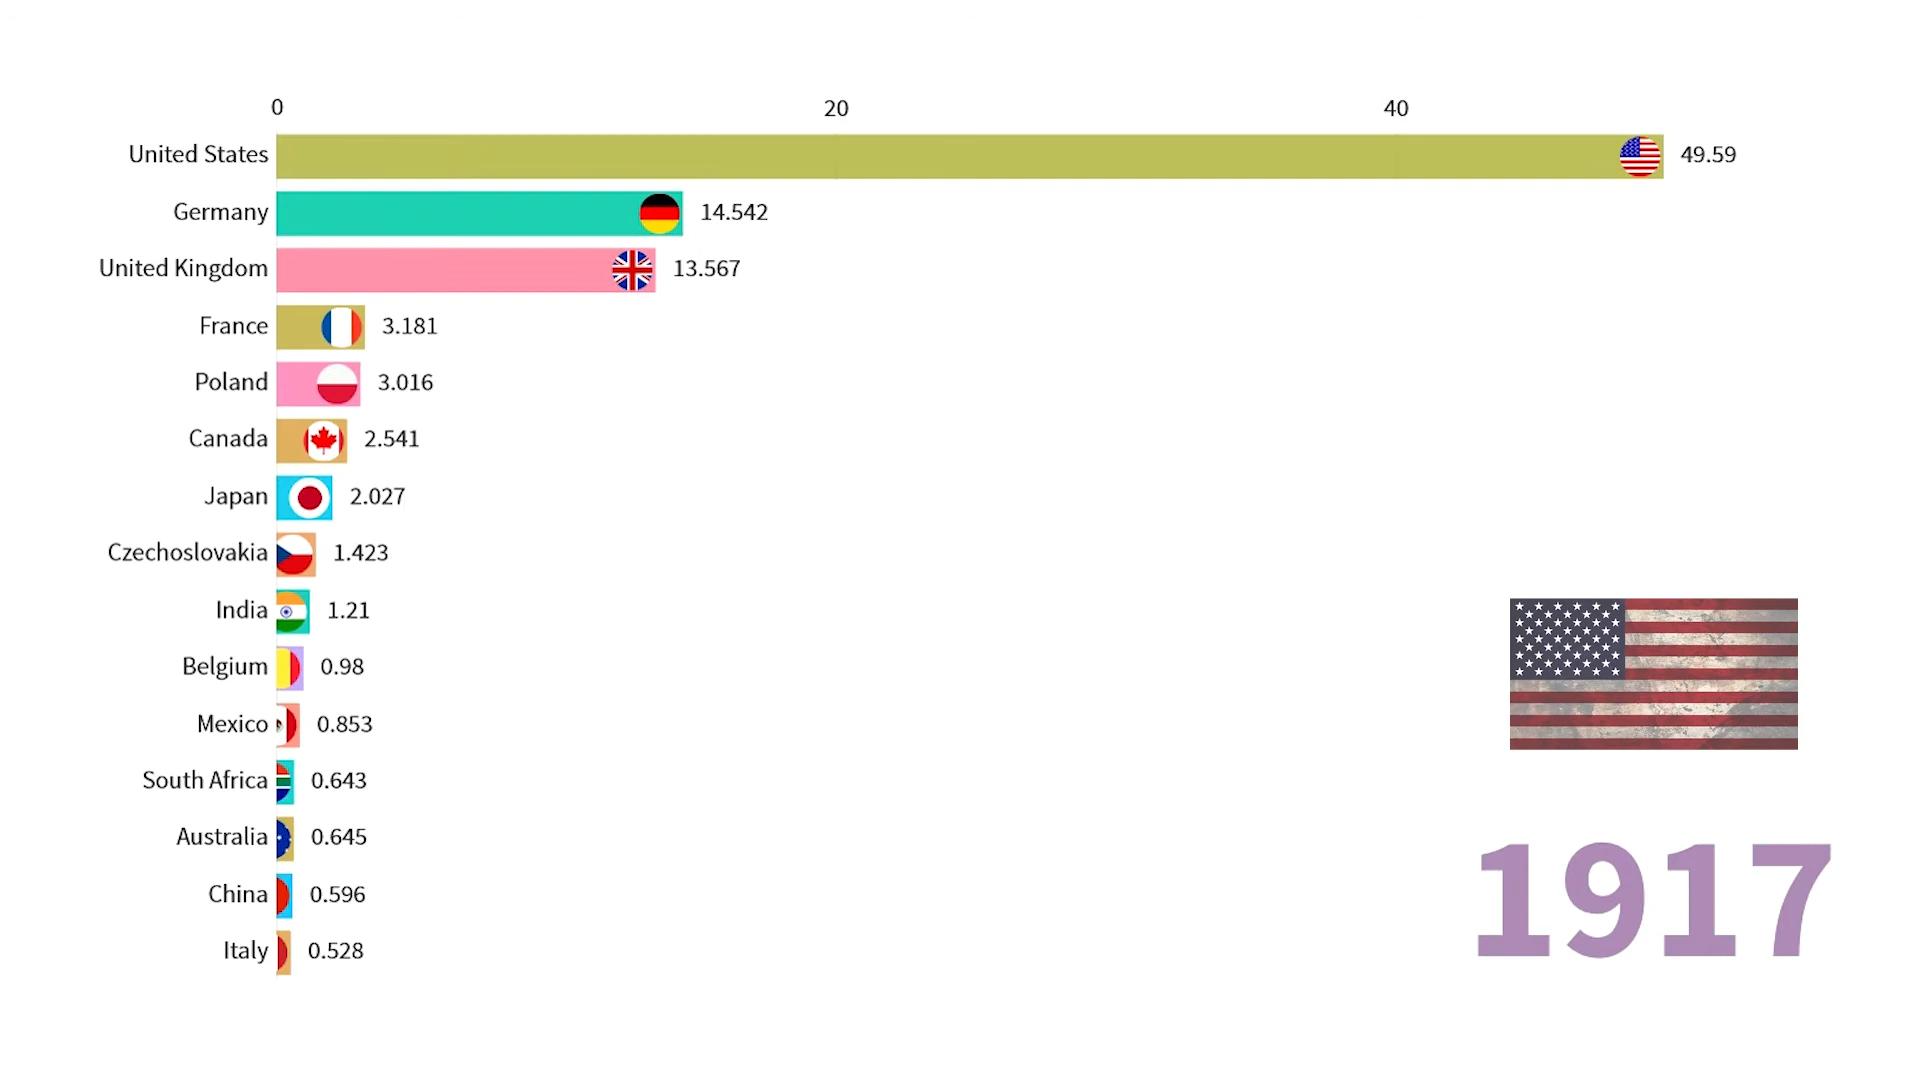 0 20 40
United States 49.59
Germany 14.542
United Kingdom 13.567
France 3.181
Poland 3.016
Canada 2.541
Japan 2.027
Czechoslovakia 1.423
India 1.21
Belgium 0.98
Mexico 0.853
South Africa 0.643
Australia 0.645
China 0.596
Italy 0.528
1917